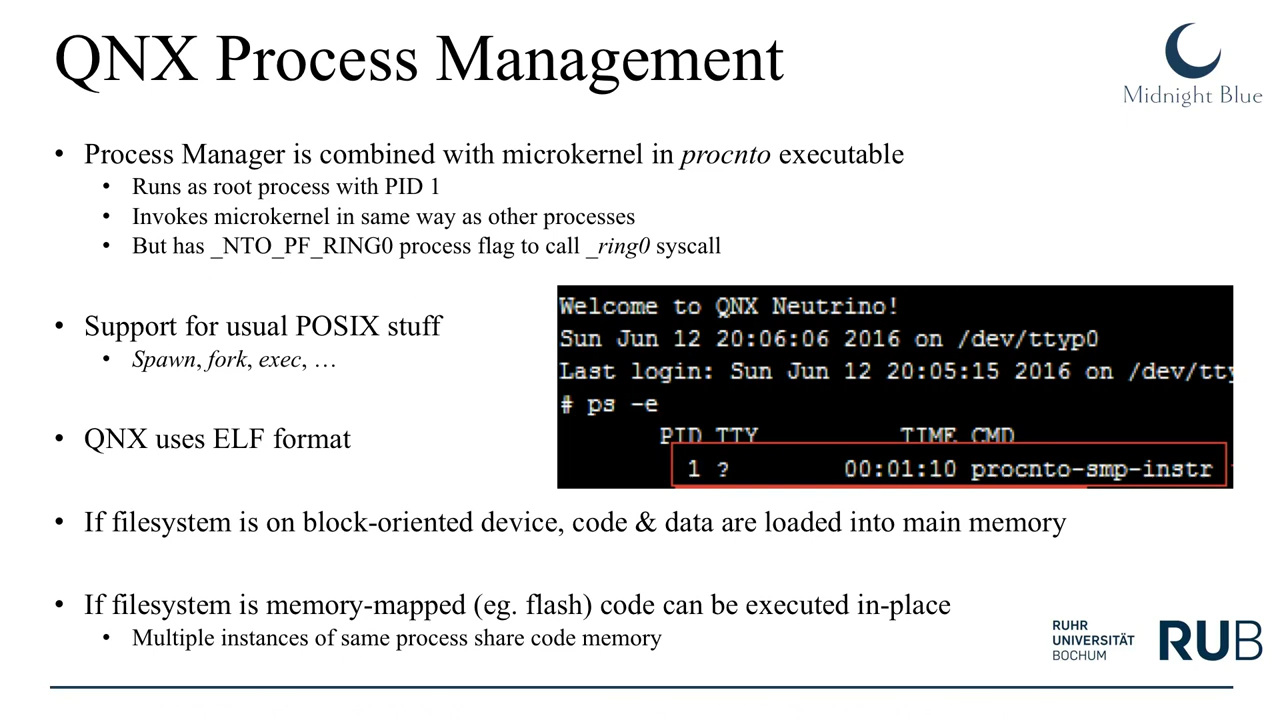 QNX Process Management
Midnight Blue
• Process Manager is combined with microkernel in procnto executable
• Runs as root process with PID 1
• Invokes microkernel in same way as other processes
• But has _NTO_PF_RING0 process flag to call _ring0 syscall
• Support for usual POSIX stuff
• Spawn, fork, exec, …
• QNX uses ELF format
Welcome to QNX Neutrino!
Sun Jun 12 20:06:06 2016 on /dev/ttyp0
Last login: Sun Jun 12 20:05:15 2016 on /dev/tty
# ps -e
PID TTY TIME CMD
1 ? 00:01:10 procnto-smp-instr
• If filesystem is on block-oriented device, code & data are loaded into main memory
• If filesystem is memory-mapped (eg. flash) code can be executed in-place
• Multiple instances of same process share code memory
RUHR
UNIVERSITÄT
BOCHUM
RUB